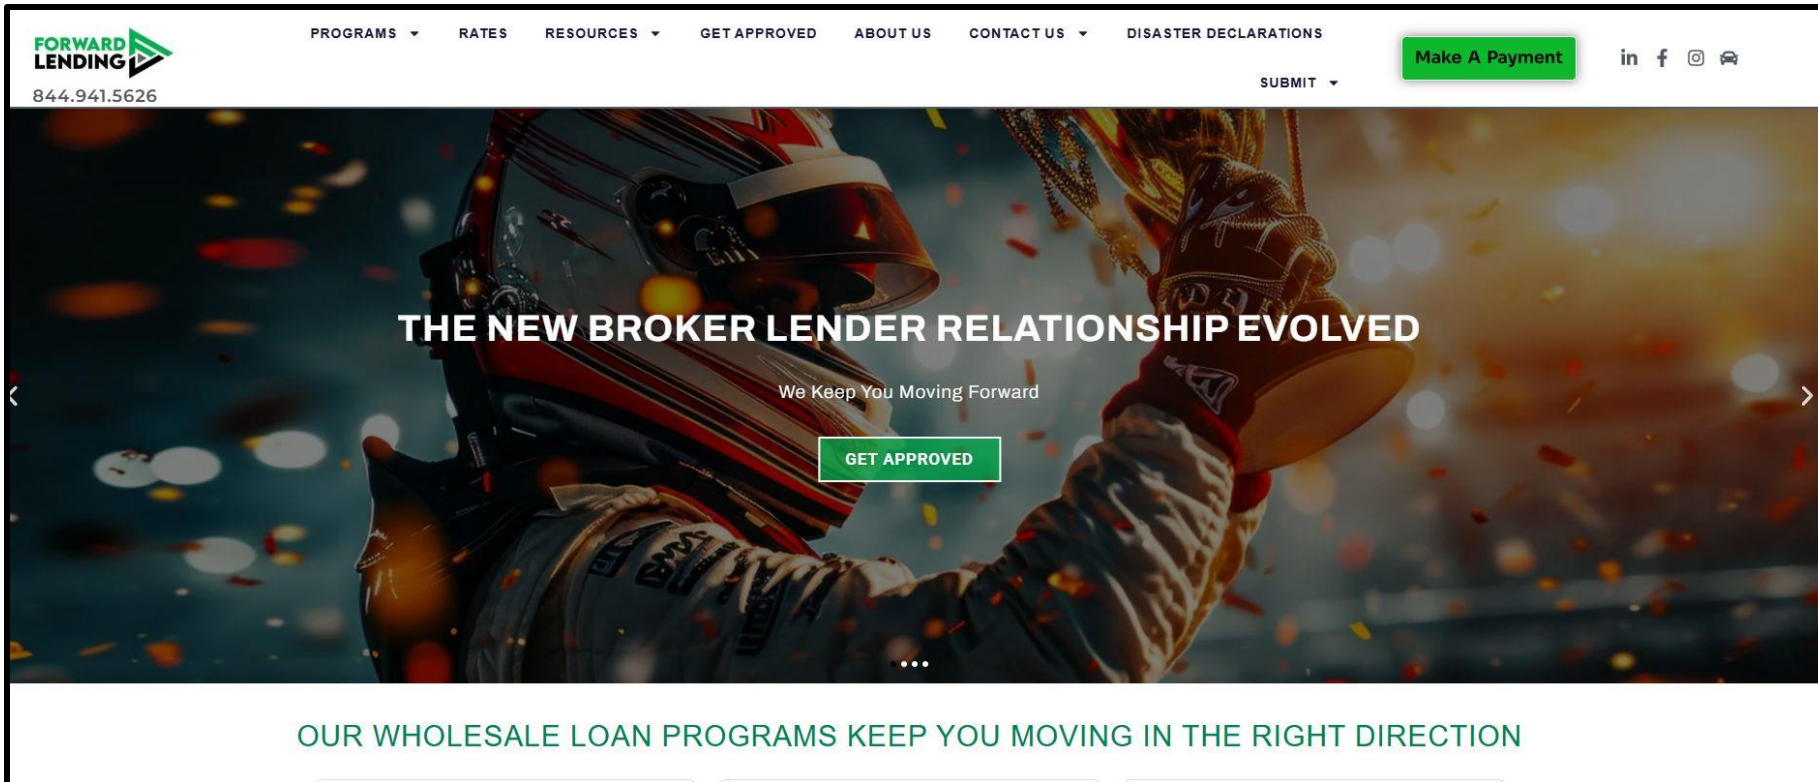 FORWARD
LENDING
844.941.5626
PROGRAMS RATES RESOURCES GET APPROVED ABOUT US CONTACT US DISASTER DECLARATIONS
SUBMIT
Make A Payment
THE NEW BROKER LENDER RELATIONSHIP EVOLVED
We Keep You Moving Forward
GET APPROVED
OUR WHOLESALE LOAN PROGRAMS KEEP YOU MOVING IN THE RIGHT DIRECTION